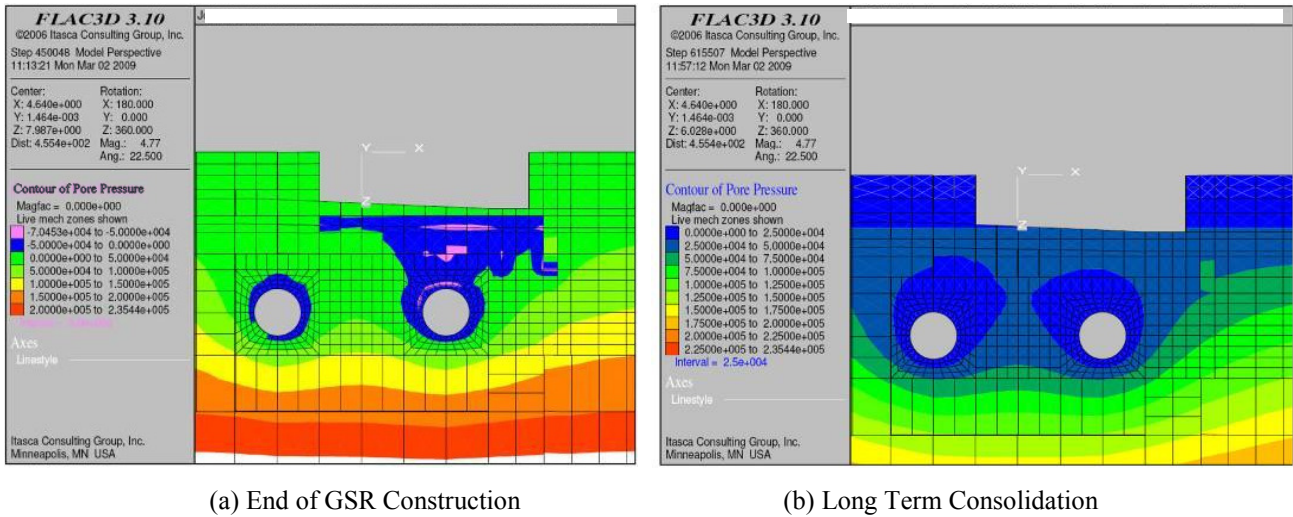 FLAC3D 3.10
©2006 Itasca Consulting Group, Inc.
Step 450048 Model Perspective
11:13:21 Mon Mar 02 2009
Center:
X: 4.640e+000
Y: 1.464e-003
Z: 7.987e+000
Dist: 4.554e+002
Rotation:
X: 180.000
Y: 0.000
Z: 360.000
Mag.: 4.77
Ang.: 22.500
Contour of Pore Pressure
Magfac = 0.000e+000
Live mech zones shown
-7.0453e+004 to -5.0000e+004
-5.0000e+004 to 0.0000e+000
0.0000e+000 to 5.0000e+004
5.0000e+004 to 1.0000e+005
1.0000e+005 to 1.5000e+005
1.5000e+005 to 2.0000e+005
2.0000e+005 to 2.3544e+005
Axes
Linestyle
Itasca Consulting Group, Inc.
Minneapolis, MN USA
Y X
Z
FLAC3D 3.10
©2006 Itasca Consulting Group, Inc.
Step 615507 Model Perspective
11:57:12 Mon Mar 02 2009
Center:
X: 4.640e+000
Y: 1.464e-003
Z: 6.028e+000
Dist: 4.554e+002
Rotation:
X: 180.000
Y: 0.000
Z: 360.000
Mag.: 4.77
Ang.: 22.500
Contour of Pore Pressure
Magfac = 0.000e+000
Live mech zones shown
0.0000e+000 to 2.5000e+004
2.5000e+004 to 5.0000e+004
5.0000e+004 to 7.5000e+004
7.5000e+004 to 1.0000e+005
1.0000e+005 to 1.2500e+005
1.2500e+005 to 1.5000e+005
1.5000e+005 to 1.7500e+005
1.7500e+005 to 2.0000e+005
2.0000e+005 to 2.2500e+005
2.2500e+005 to 2.3544e+005
Interval = 2.5e+004
Axes
Linestyle
Itasca Consulting Group, Inc.
Minneapolis, MN USA
Y X
Z
(a) End of GSR Construction
(b) Long Term Consolidation